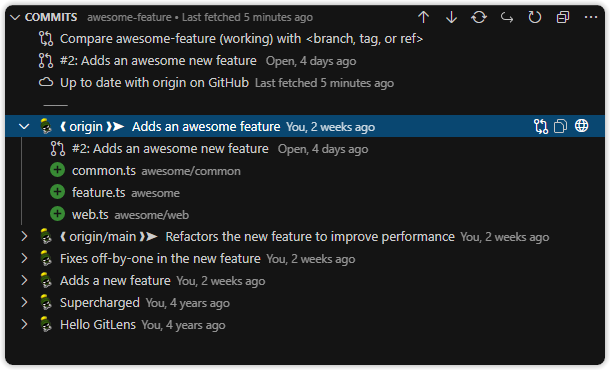 COMMITS awesome-feature • Last fetched 5 minutes ago
Compare awesome-feature (working) with <branch, tag, or ref>
#2: Adds an awesome new feature Open, 4 days ago
Up to date with origin on GitHub Last fetched 5 minutes ago
❰ origin ❱➤ Adds an awesome feature You, 2 weeks ago
#2: Adds an awesome new feature Open, 4 days ago
common.ts awesome/common
feature.ts awesome
web.ts awesome/web
❰ origin/main ❱➤ Refactors the new feature to improve performance You, 2 weeks ago
Fixes off-by-one in the new feature You, 2 weeks ago
Adds a new feature You, 2 weeks ago
Supercharged You, 4 years ago
Hello GitLens You, 4 years ago